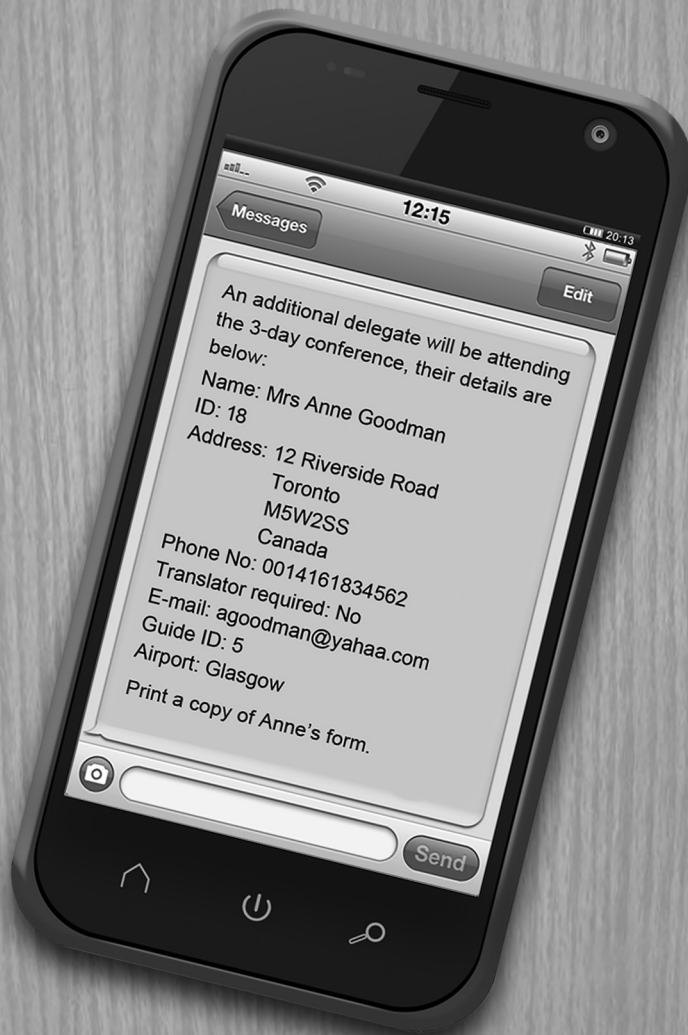 12:15
20:13
Messages
Edit
An additional delegate will be attending
the 3-day conference, their details are
below:
Name: Mrs Anne Goodman
ID: 18
Address: 12 Riverside Road
Toronto
M5W2SS
Canada
Phone No: 0014161834562
Translator required: No
E-mail: agoodman@yahaa.com
Guide ID: 5
Airport: Glasgow
Print a copy of Anne's form.
Send